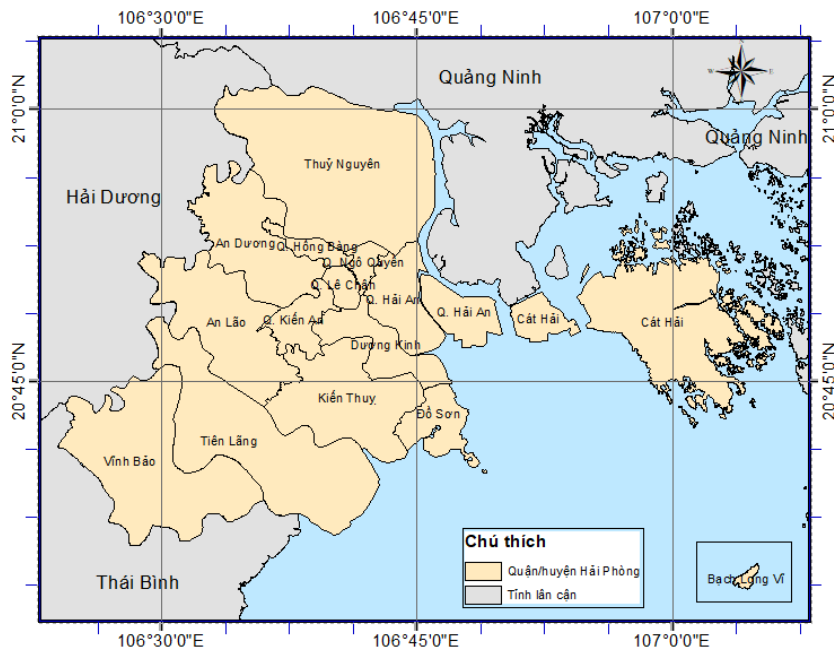 106°30'0"E 106°45'0"E 107°0'0"E
Quảng Ninh
W E
21°0'0"N 21°0'0"N
Quảng Ninh
Thuỷ Nguyên
Hải Dương
An Dương Q. Hồng Bàng
Q. Ngô Quyền
Q. Lê Chân
Q. Hải An
Q. Hải An
Cát Hải
Cát Hải
An Lão
Q. Kiến An
Dương Kinh
20°45'0"N 20°45'0"N
Kiến Thuỵ
Đồ Sơn
Tiên Lãng
Vĩnh Bảo
Chú thích
Quận/huyện Hải Phòng
Tỉnh lân cận
Bạch Long Vĩ
Thái Bình
106°30'0"E 106°45'0"E 107°0'0"E